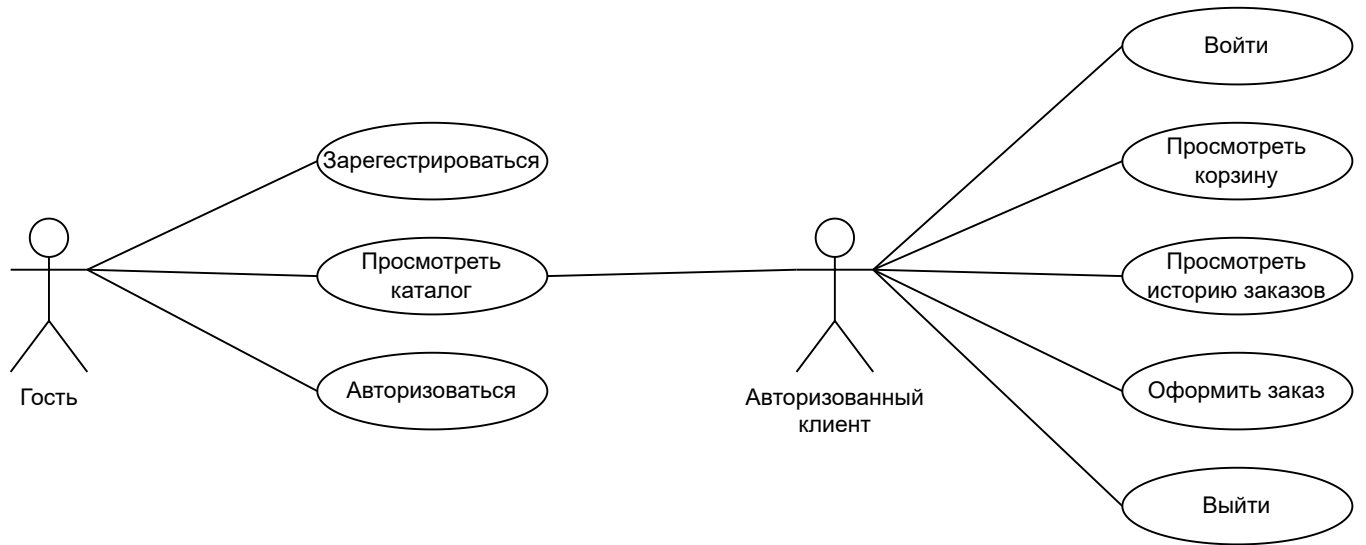 Войти
Зарегестрироваться
Просмотреть
корзину
Просмотреть
каталог
Просмотреть
историю заказов
Авторизоваться
Оформить заказ
Гость
Авторизованный
клиент
Выйти